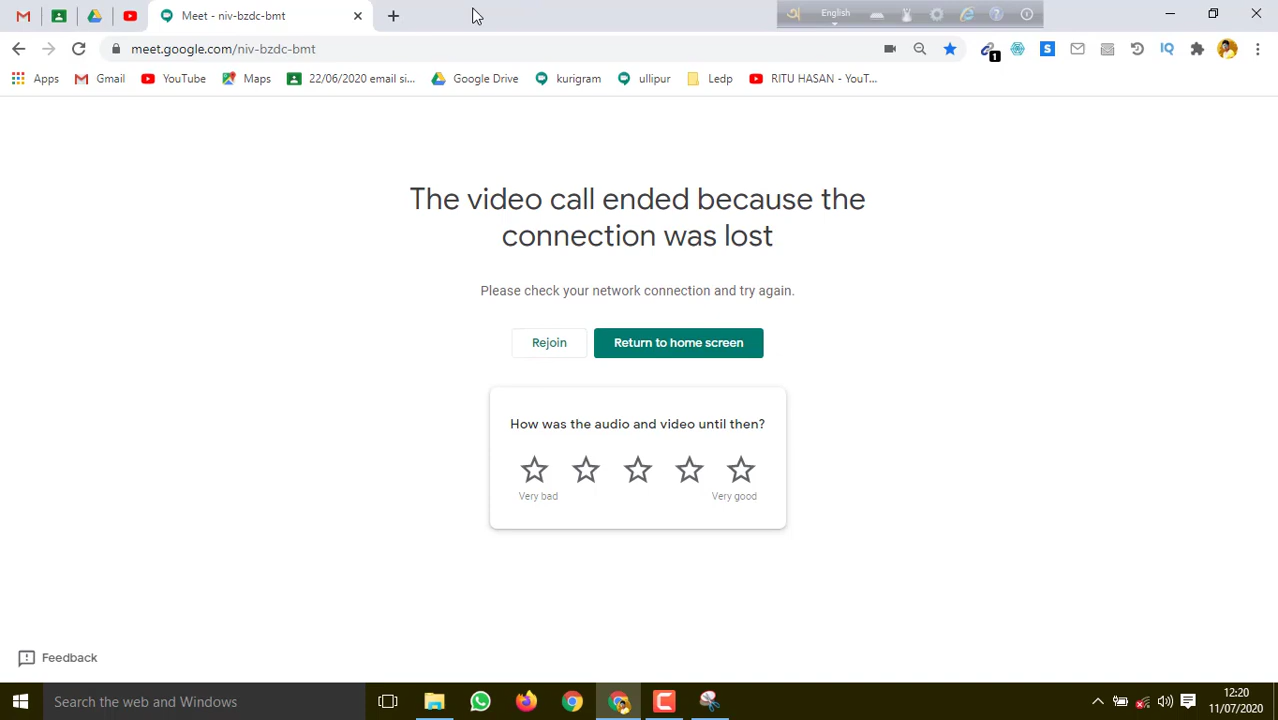 Meet - niv-bzdc-bmt
অ English
meet.google.com/niv-bzdc-bmt
1 S IQ
Apps Gmail YouTube Maps 22/06/2020 email si... Google Drive kurigram ullipur Ledp RITU HASAN - YouT...
The video call ended because the
connection was lost
Please check your network connection and try again.
Rejoin Return to home screen
How was the audio and video until then?
Very bad Very good
Feedback
Search the web and Windows
12:20
11/07/2020